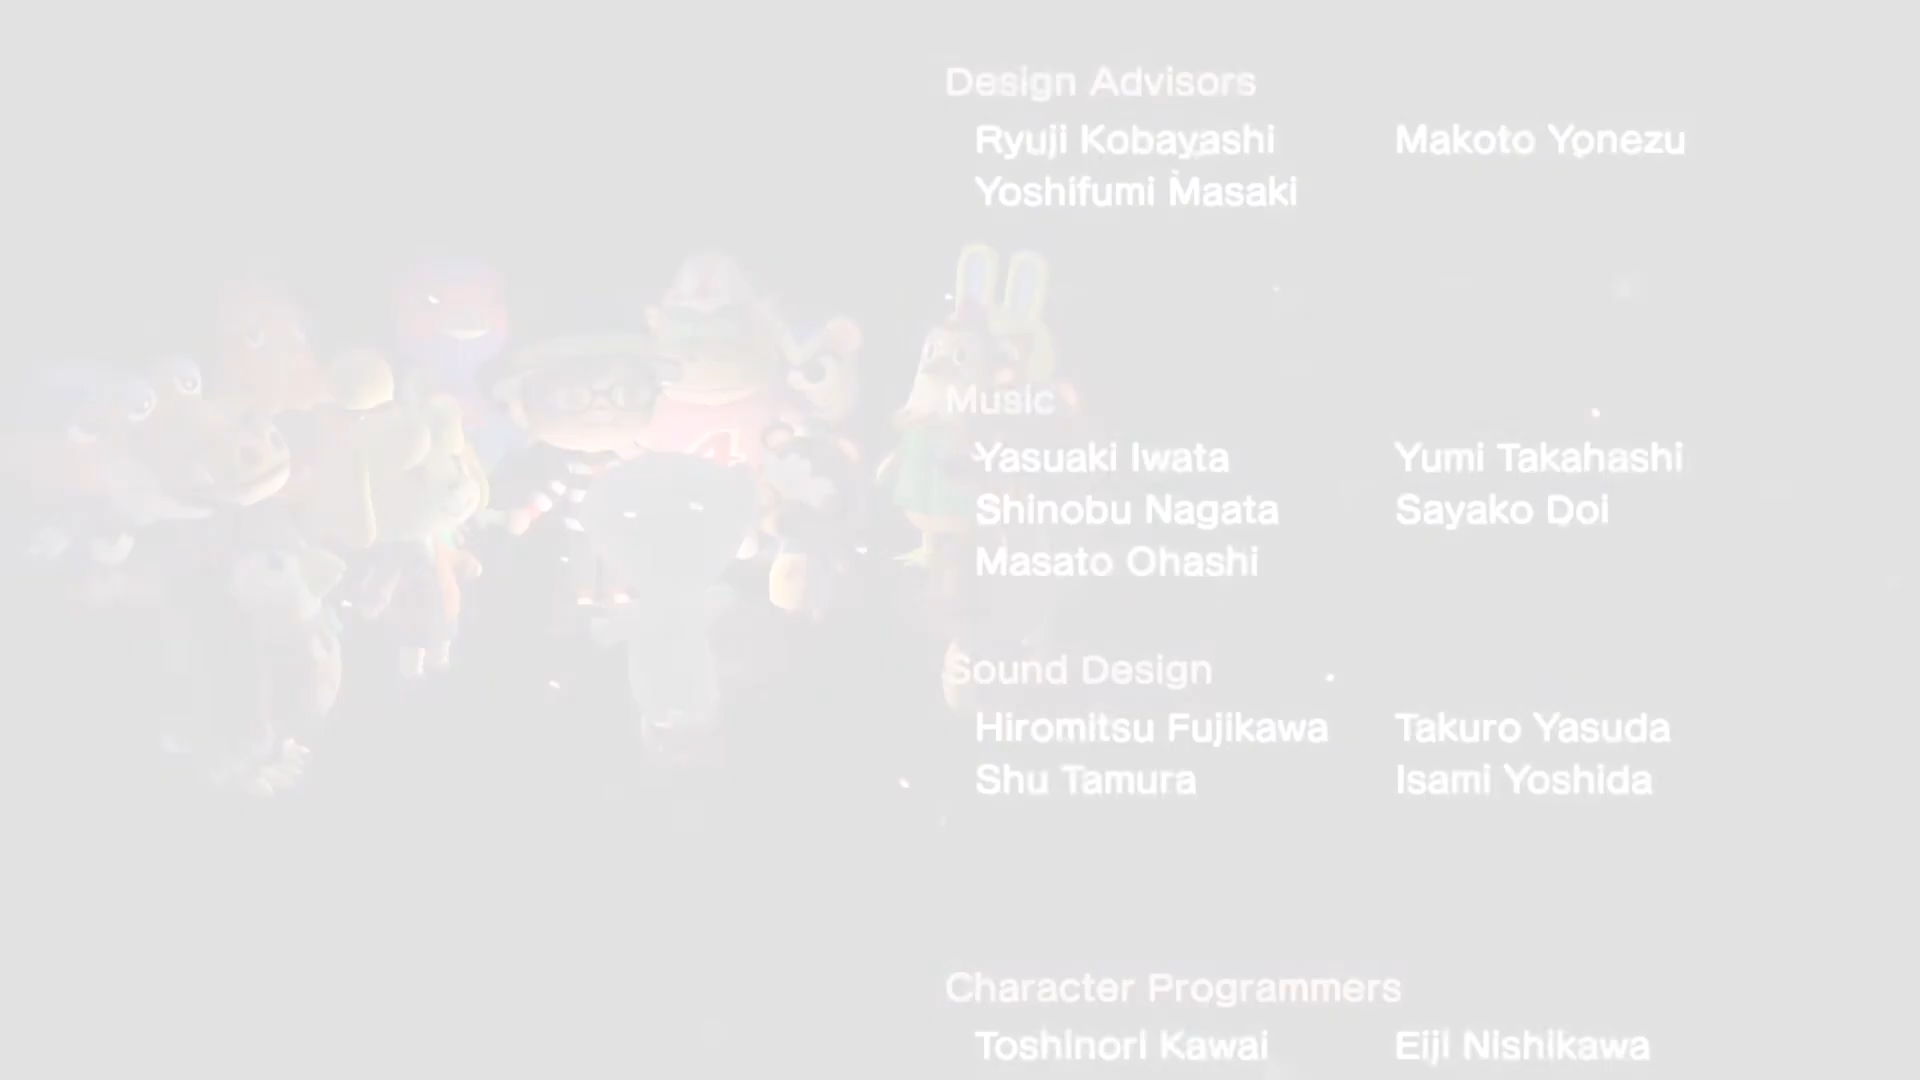 Design Advisors
Ryuji Kobayashi Makoto Yonezu
Yoshifumi Masaki
Music
Yasuaki Iwata Yumi Takahashi
Shinobu Nagata Sayako Doi
Masato Ohashi
Sound Design
Hiromitsu Fujikawa Takuro Yasuda
Shu Tamura Isami Yoshida
Character Programmers
Toshinori Kawai Eiji Nishikawa
4